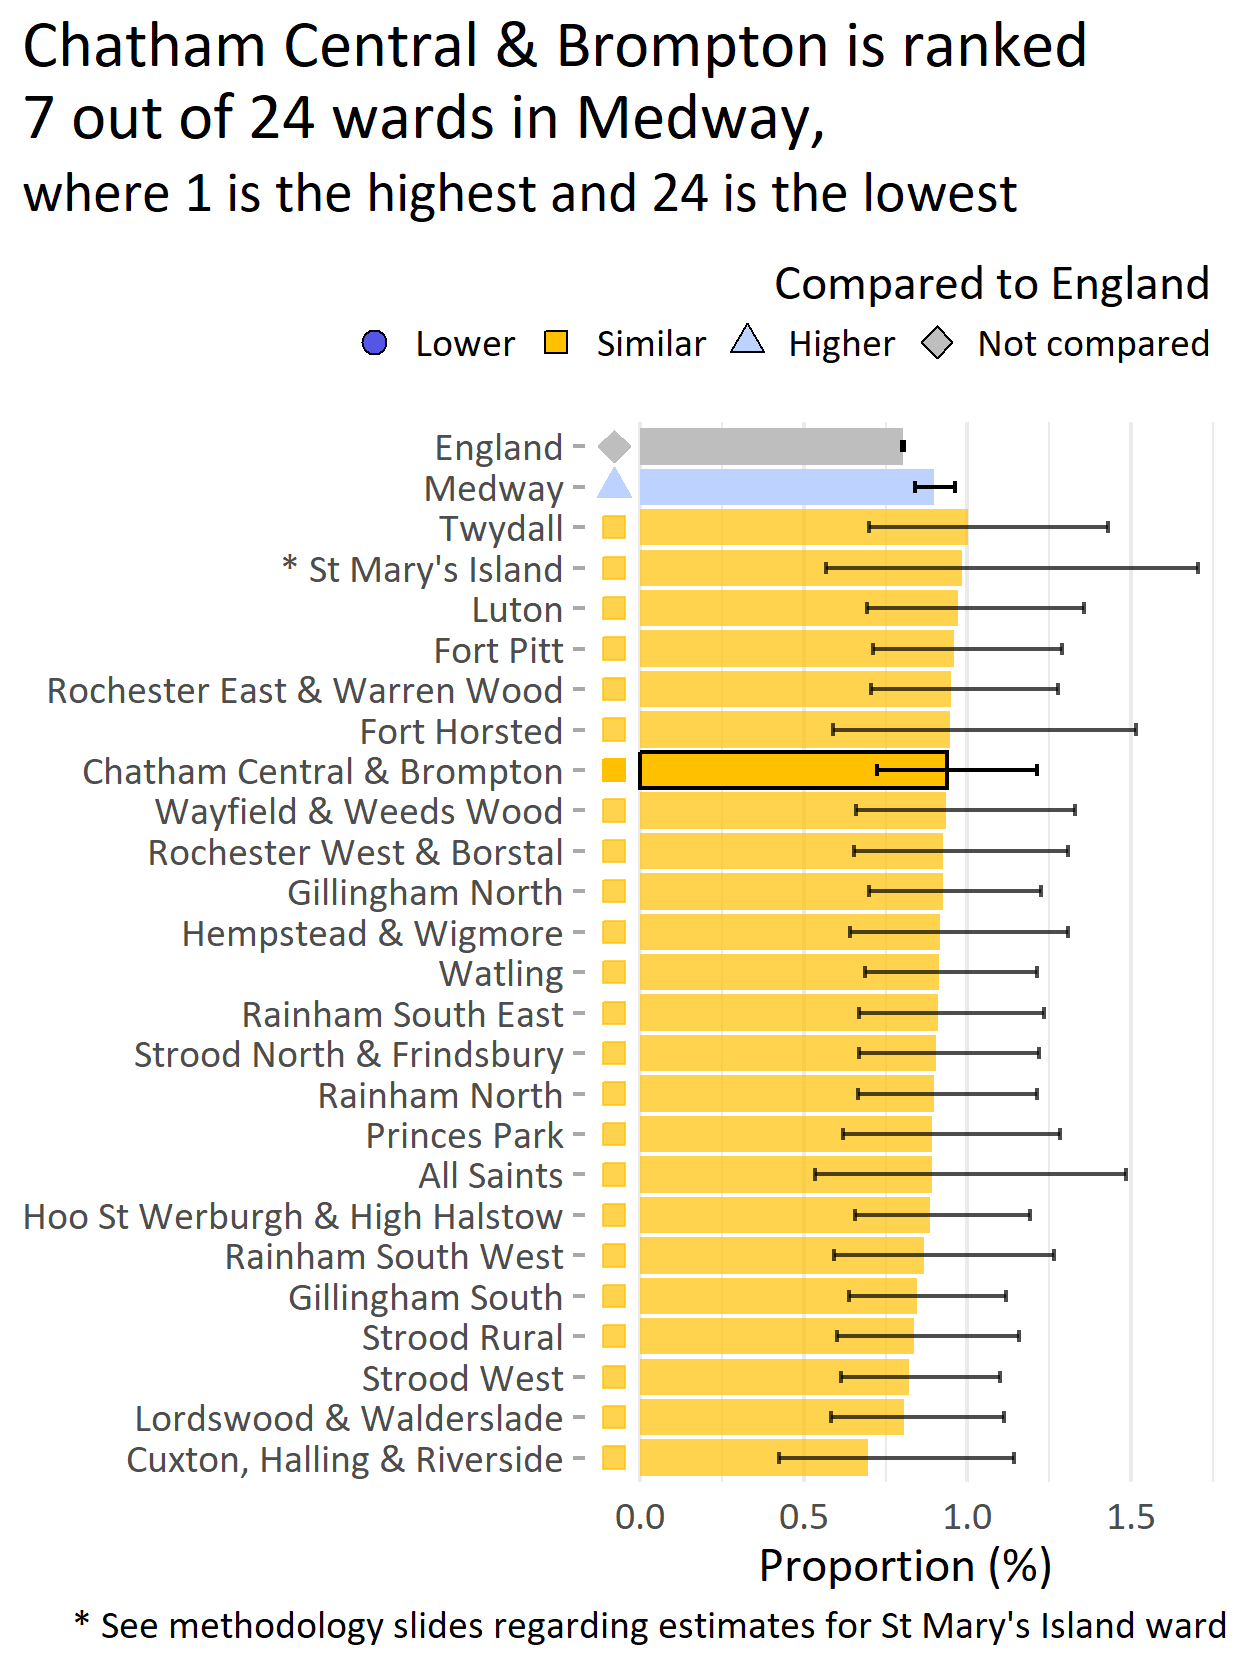 Chatham Central & Brompton is ranked
7 out of 24 wards in Medway,
where 1 is the highest and 24 is the lowest
Compared to England
Lower Similar Higher Not compared
England
Medway
Twydall
* St Mary's Island
Luton
Fort Pitt
Rochester East & Warren Wood
Fort Horsted
Chatham Central & Brompton
Wayfield & Weeds Wood
Rochester West & Borstal
Gillingham North
Hempstead & Wigmore
Watling
Rainham South East
Strood North & Frindsbury
Rainham North
Princes Park
All Saints
Hoo St Werburgh & High Halstow
Rainham South West
Gillingham South
Strood Rural
Strood West
Lordswood & Walderslade
Cuxton, Halling & Riverside
0.0 0.5 1.0 1.5
Proportion (%)
* See methodology slides regarding estimates for St Mary's Island ward